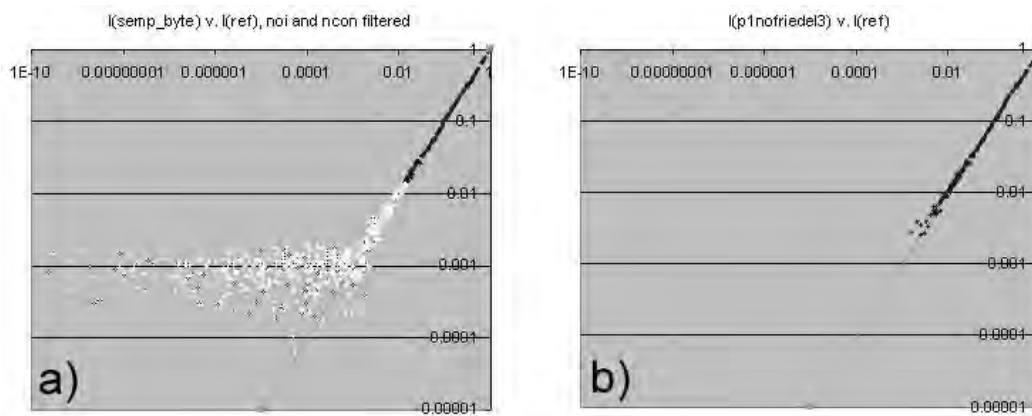 I(semp_byte) v. I(ref), noi and ncon filtered
1E-10 0.00000001 0.000001 0.0001 0.01 1
1
0.1
0.01
0.001
0.0001
0.00001
a)
I(p1nofriedel3) v. I(ref)
1E-10 0.00000001 0.000001 0.0001 0.01 1
1
0.1
0.01
0.001
0.0001
0.00001
b)